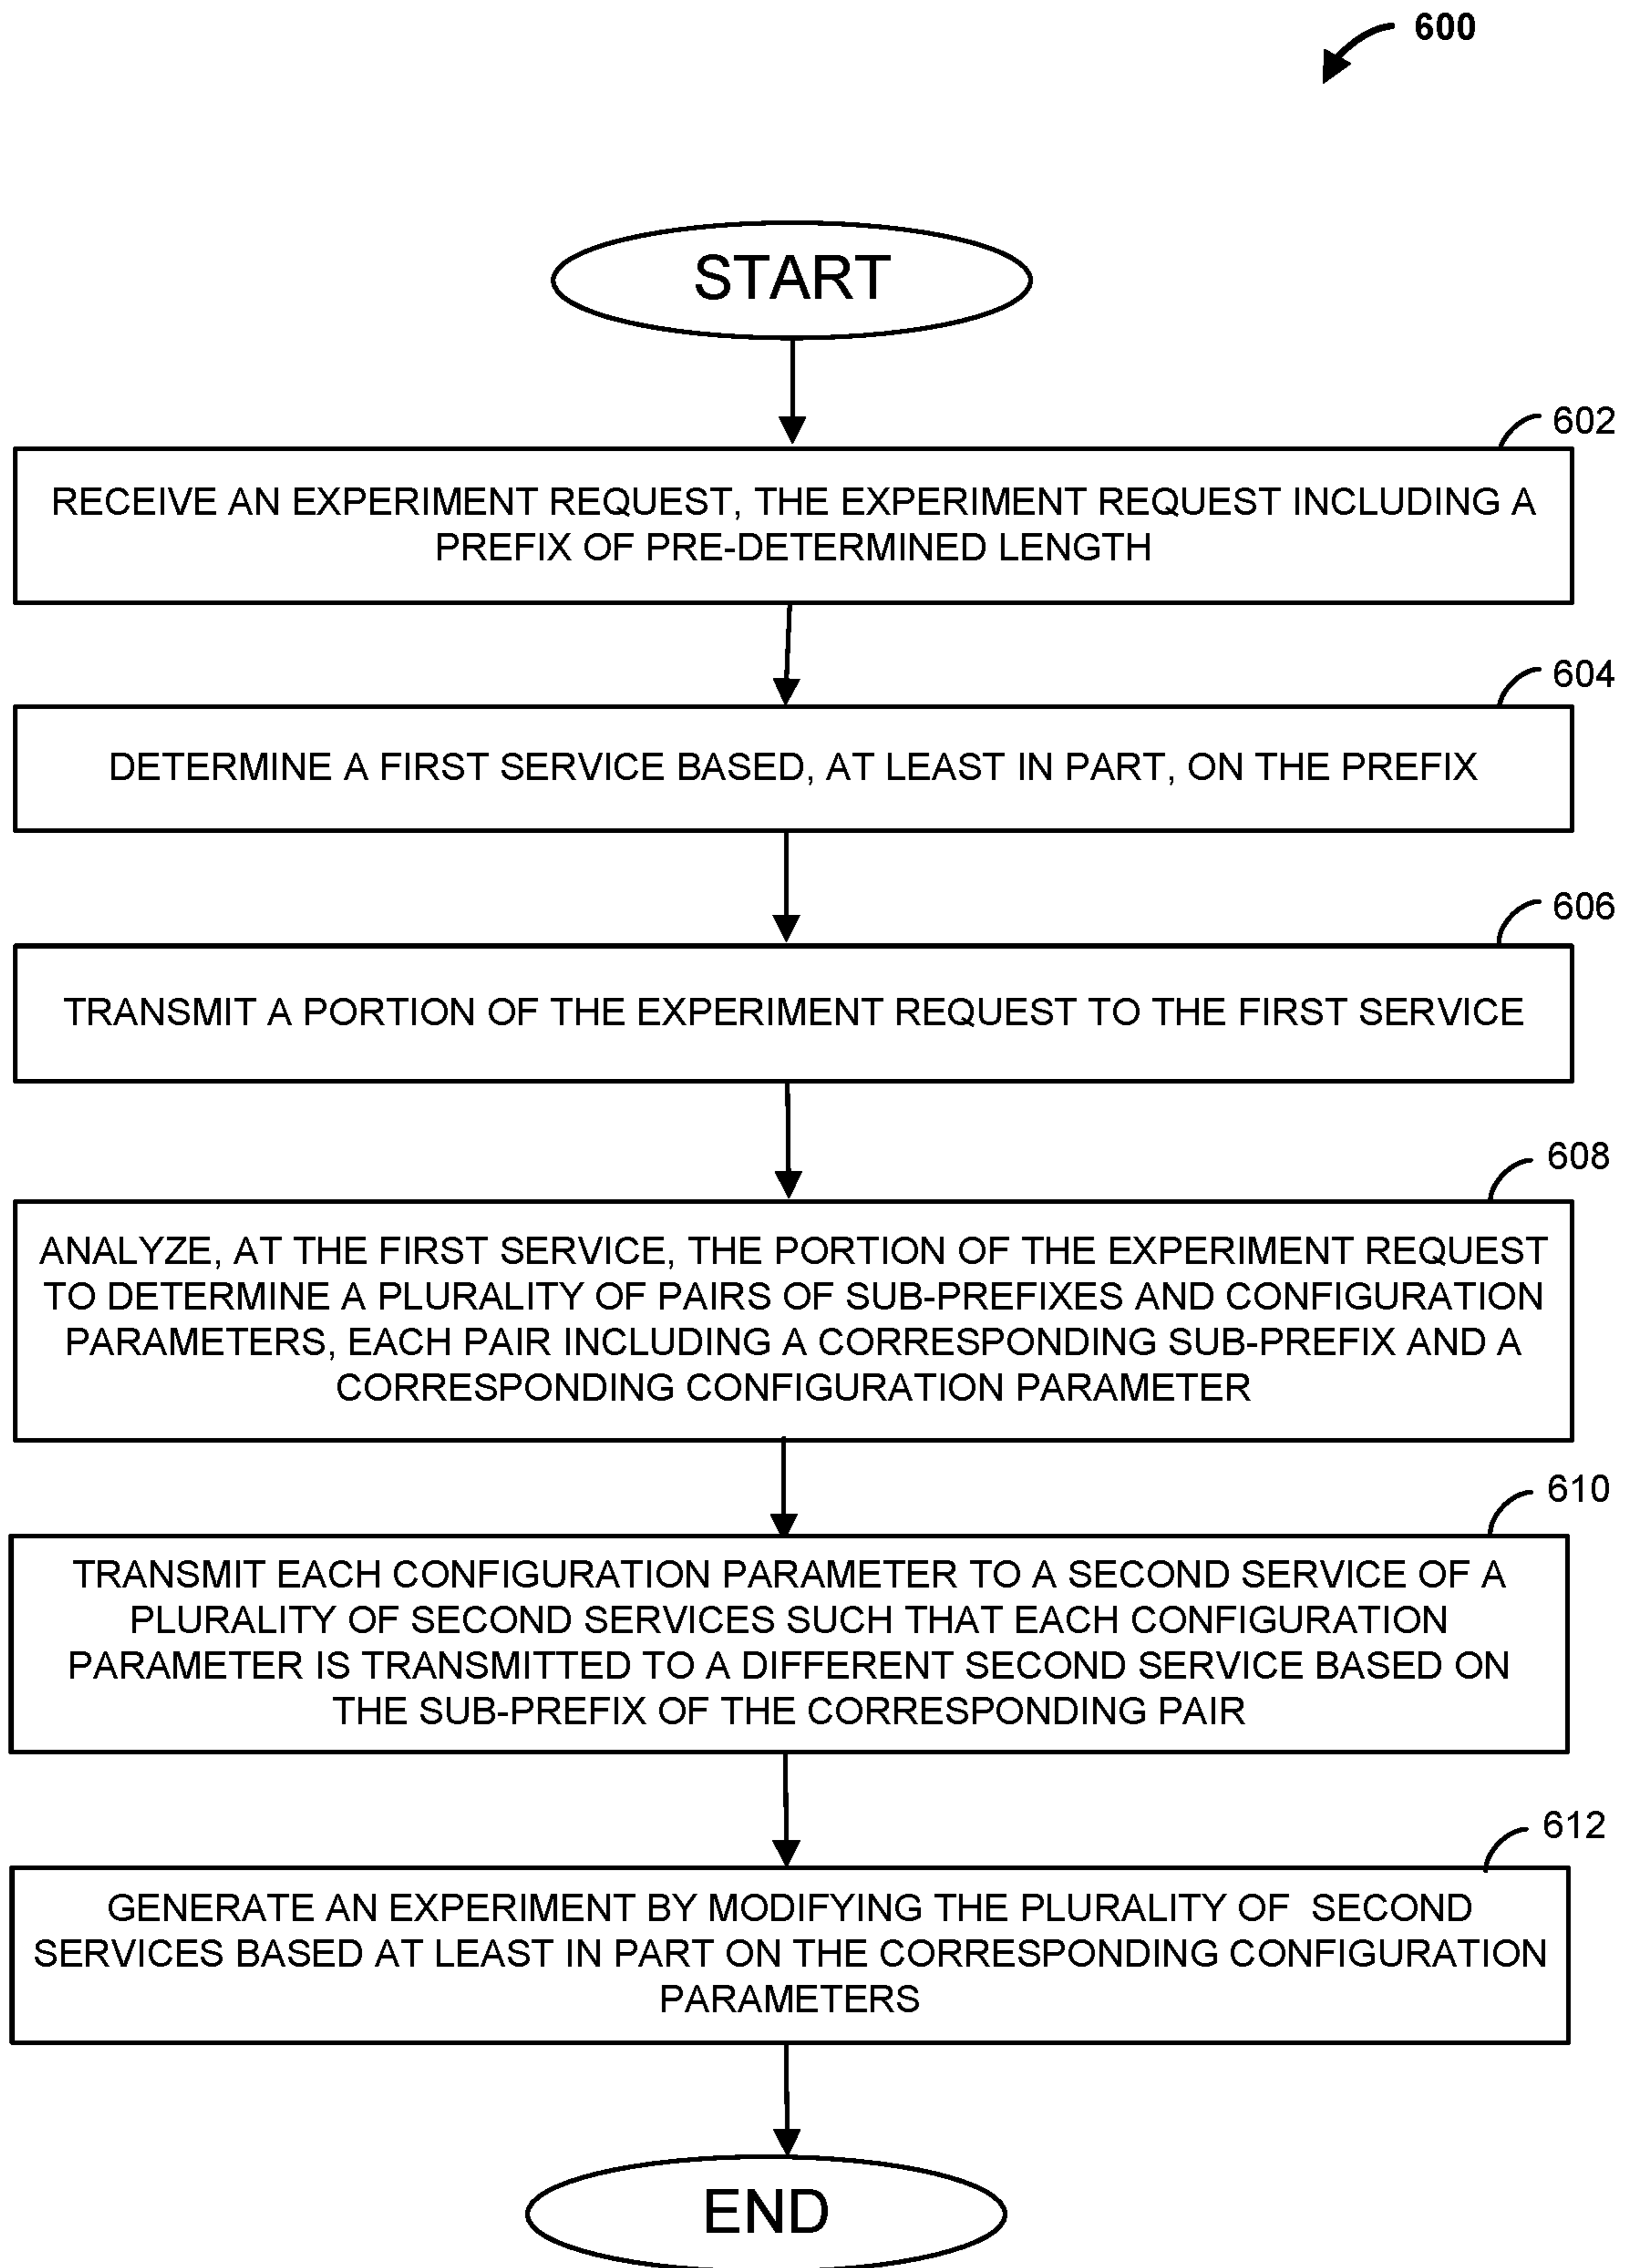 600
START
602
RECEIVE AN EXPERIMENT REQUEST, THE EXPERIMENT REQUEST INCLUDING A
PREFIX OF PRE-DETERMINED LENGTH
604
DETERMINE A FIRST SERVICE BASED, AT LEAST IN PART, ON THE PREFIX
606
TRANSMIT A PORTION OF THE EXPERIMENT REQUEST TO THE FIRST SERVICE
608
ANALYZE, AT THE FIRST SERVICE, THE PORTION OF THE EXPERIMENT REQUEST
TO DETERMINE A PLURALITY OF PAIRS OF SUB-PREFIXES AND CONFIGURATION
PARAMETERS, EACH PAIR INCLUDING A CORRESPONDING SUB-PREFIX AND A
CORRESPONDING CONFIGURATION PARAMETER
610
TRANSMIT EACH CONFIGURATION PARAMETER TO A SECOND SERVICE OF A
PLURALITY OF SECOND SERVICES SUCH THAT EACH CONFIGURATION
PARAMETER IS TRANSMITTED TO A DIFFERENT SECOND SERVICE BASED ON
THE SUB-PREFIX OF THE CORRESPONDING PAIR
612
GENERATE AN EXPERIMENT BY MODIFYING THE PLURALITY OF SECOND
SERVICES BASED AT LEAST IN PART ON THE CORRESPONDING CONFIGURATION
PARAMETERS
END